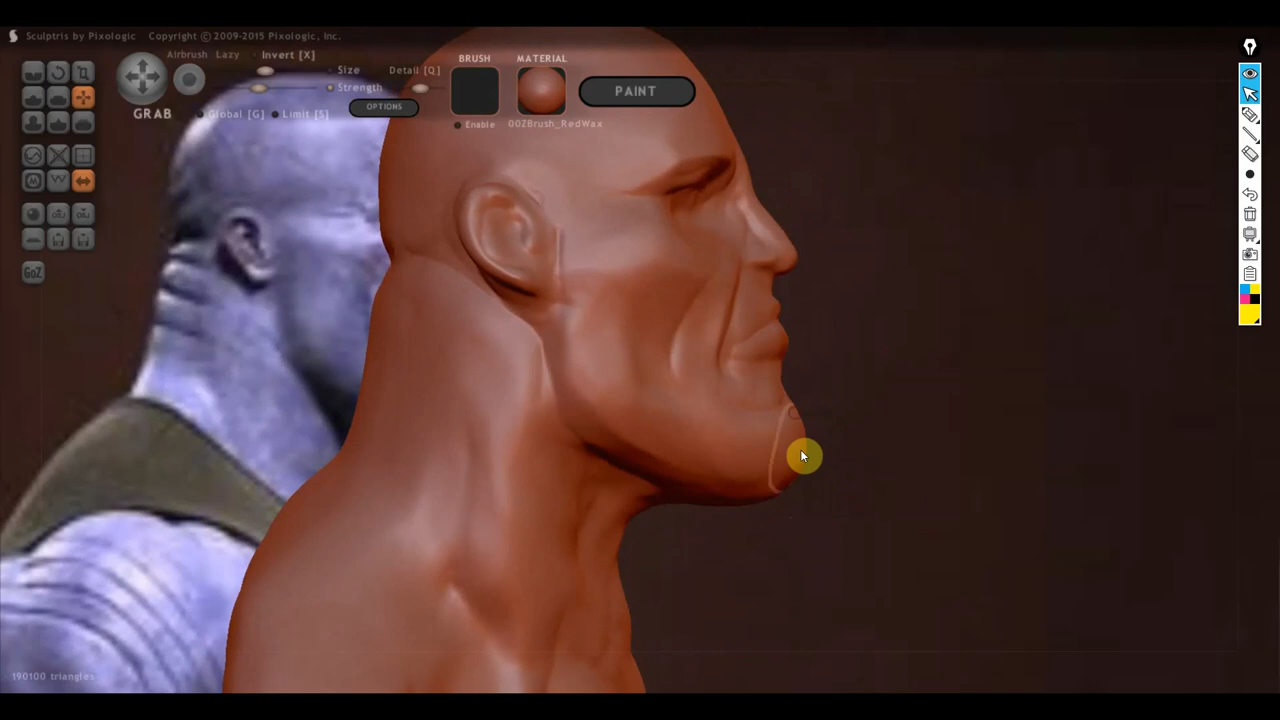 Sculptris by Pixologic   Copyright ©2009-2015 Pixologic, Inc.
Airbrush Lazy Invert [X]
Size Detail [Q]
Strength
GRAB
Global [G] Limit [S]
OPTIONS
BRUSH
Enable
MATERIAL
00ZBrush_RedWax
PAINT
GoZ
190100 triangles